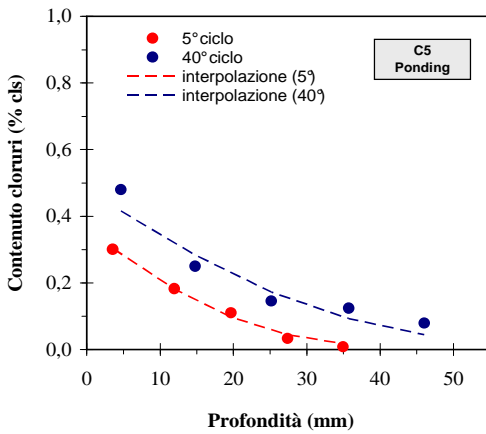 1,0
0,8
0,6
0,4
0,2
0,0
Contenuto cloruri (% cls)
5° ciclo
40° ciclo
interpolazione (5°)
interpolazione (40°)
C5
Ponding
0 10 20 30 40 50
Profondità (mm)